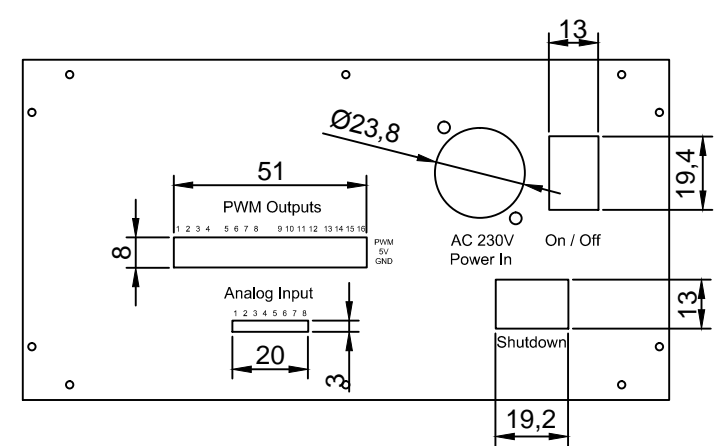 13
Ø23,8
51
19,4
PWM Outputs
1 2 3 4 5 6 7 8 9 10 11 12 13 14 15 16
8
PWM
5V
GND
AC 230V
Power In
On / Off
Analog Input
1 2 3 4 5 6 7 8
20
3
13
Shutdown
19,2